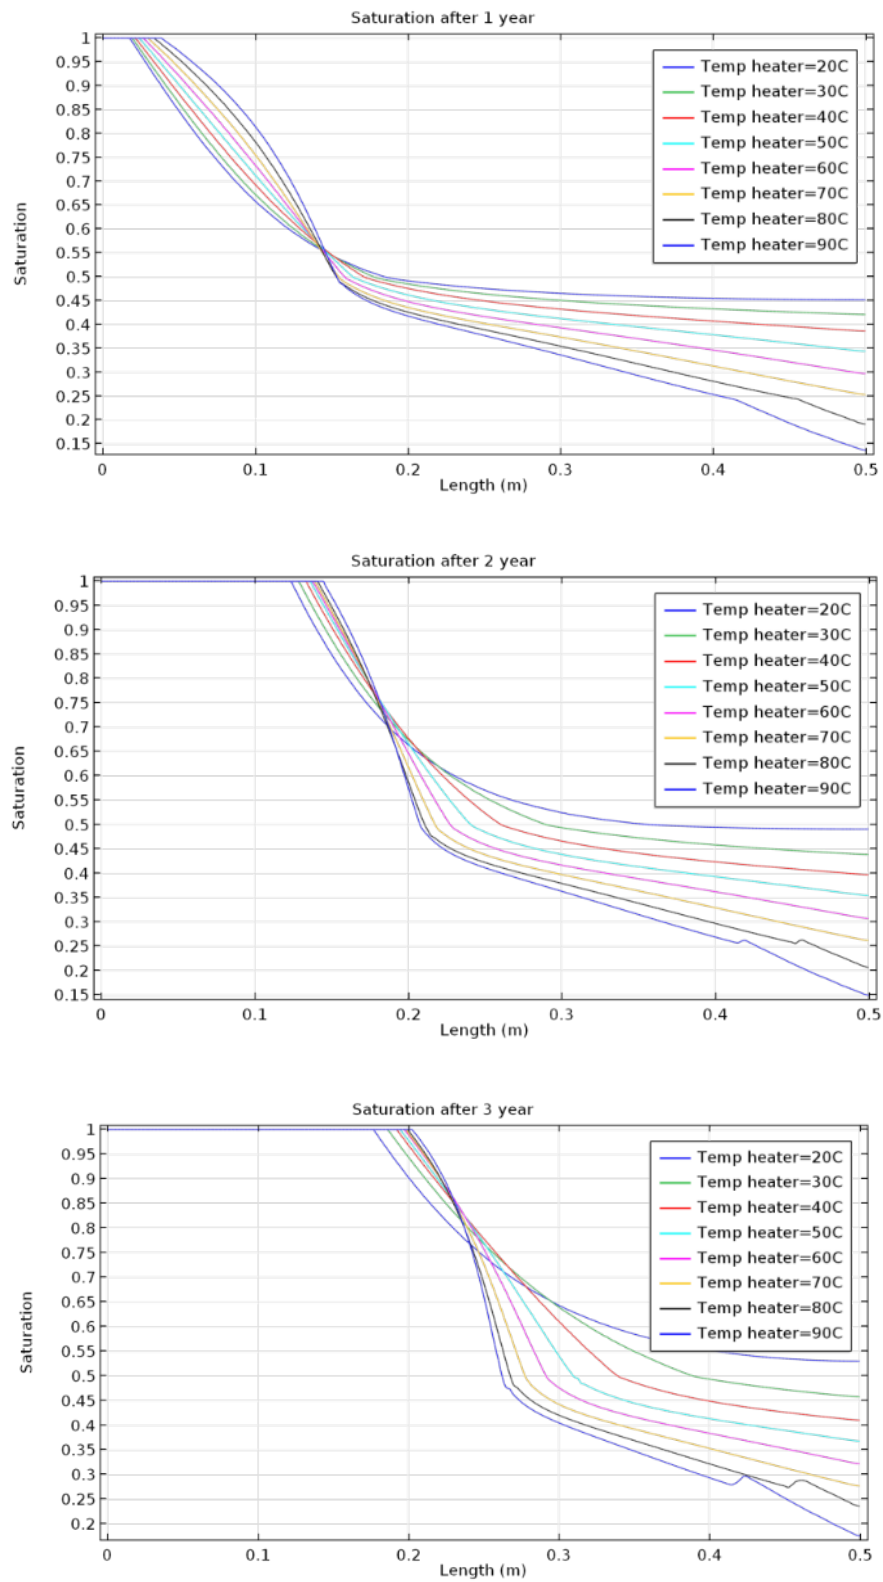 Saturation after 1 year
1
0.95
0.9
0.85
0.8
0.75
0.7
0.65
0.6
0.55
0.5
0.45
0.4
0.35
0.3
0.25
0.2
0.15
Saturation
Temp heater=20C
Temp heater=30C
Temp heater=40C
Temp heater=50C
Temp heater=60C
Temp heater=70C
Temp heater=80C
Temp heater=90C
0 0.1 0.2 0.3 0.4 0.5
Length (m)
Saturation after 2 year
1
0.95
0.9
0.85
0.8
0.75
0.7
0.65
0.6
0.55
0.5
0.45
0.4
0.35
0.3
0.25
0.2
0.15
Saturation
Temp heater=20C
Temp heater=30C
Temp heater=40C
Temp heater=50C
Temp heater=60C
Temp heater=70C
Temp heater=80C
Temp heater=90C
0 0.1 0.2 0.3 0.4 0.5
Length (m)
Saturation after 3 year
1
0.95
0.9
0.85
0.8
0.75
0.7
0.65
0.6
0.55
0.5
0.45
0.4
0.35
0.3
0.25
0.2
Saturation
Temp heater=20C
Temp heater=30C
Temp heater=40C
Temp heater=50C
Temp heater=60C
Temp heater=70C
Temp heater=80C
Temp heater=90C
0 0.1 0.2 0.3 0.4 0.5
Length (m)